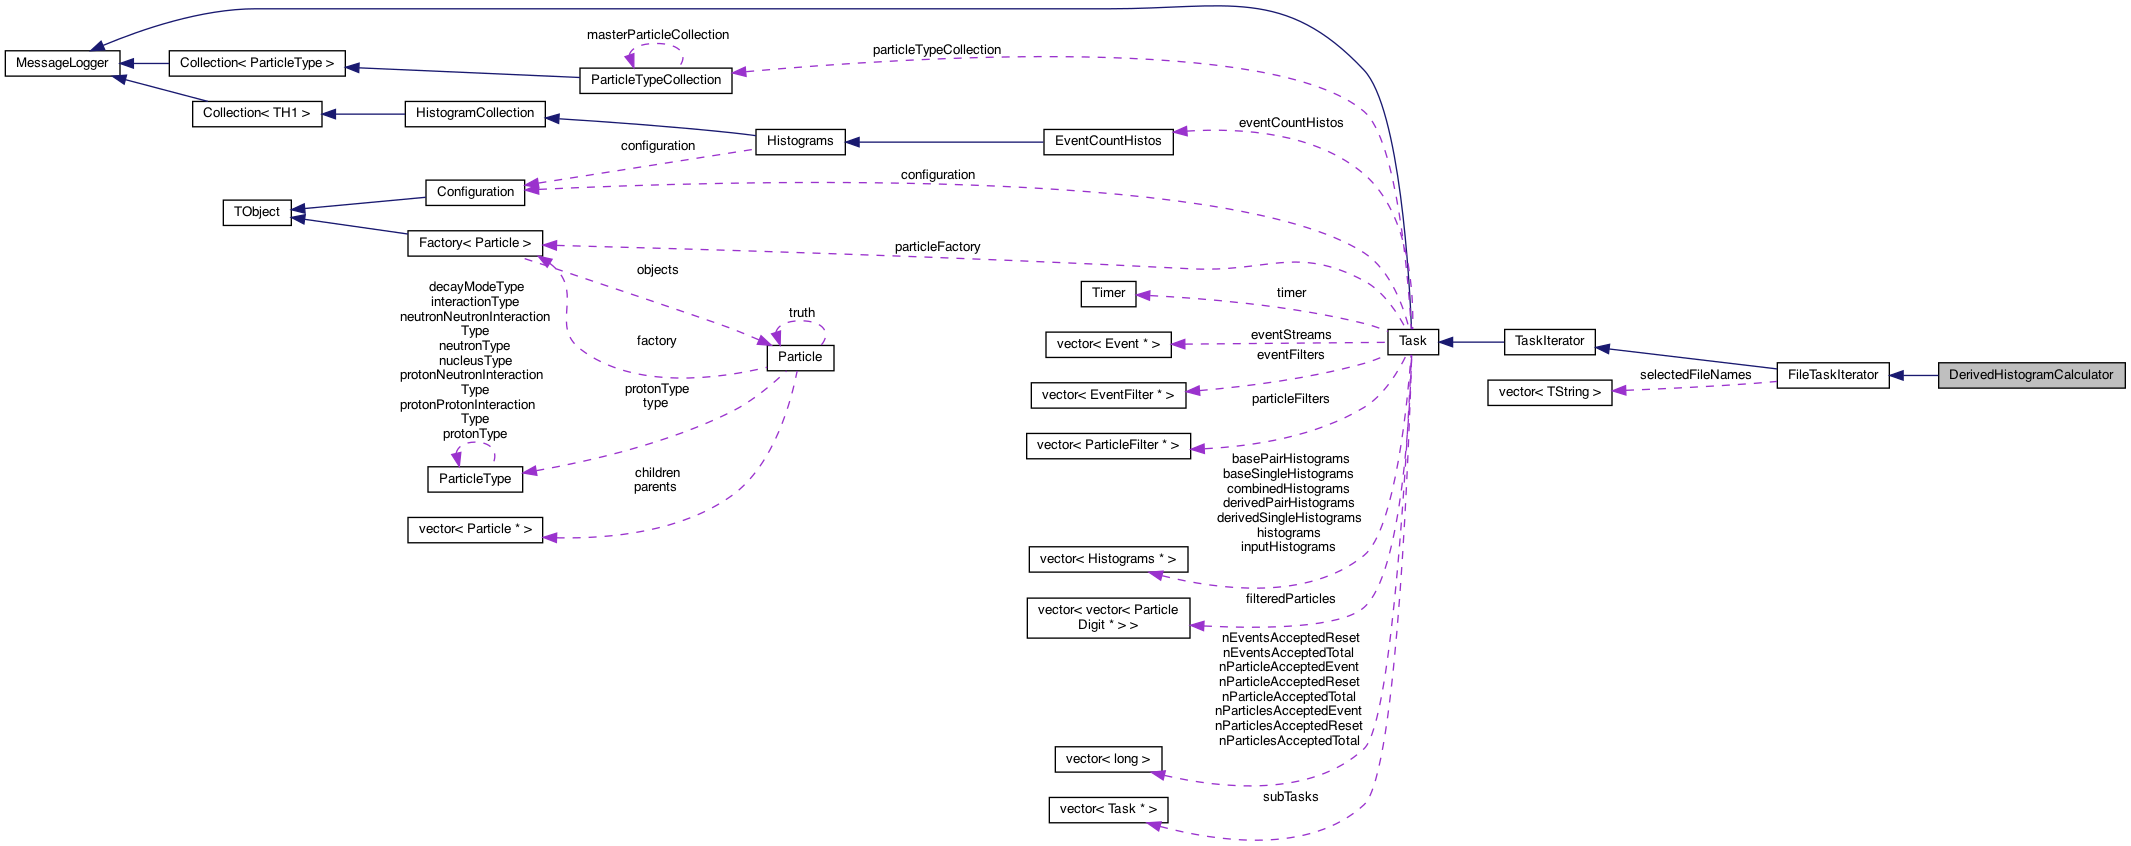 masterParticleCollection
particleTypeCollection
MessageLogger
Collection< ParticleType >
ParticleTypeCollection
Collection< TH1 >
HistogramCollection
eventCountHistos
Histograms
EventCountHistos
configuration
configuration
Configuration
TObject
Factory< Particle >
particleFactory
objects
decayModeType
interactionType
neutronNeutronInteraction
Type
neutronType
nucleusType
protonNeutronInteraction
Type
protonProtonInteraction
Type
protonType
ParticleType
truth
factory
Particle
protonType
type
children
parents
vector< Particle * >
Timer
timer
vector< Event * >
eventStreams
eventFilters
vector< EventFilter * >
particleFilters
vector< ParticleFilter * >
basePairHistograms
baseSingleHistograms
combinedHistograms
derivedPairHistograms
derivedSingleHistograms
histograms
inputHistograms
vector< Histograms * >
filteredParticles
vector< vector< Particle
Digit * > >
nEventsAcceptedReset
nEventsAcceptedTotal
nParticleAcceptedEvent
nParticleAcceptedReset
nParticleAcceptedTotal
nParticlesAcceptedEvent
nParticlesAcceptedReset
nParticlesAcceptedTotal
vector< long >
subTasks
vector< Task * >
Task
TaskIterator
selectedFileNames
vector< TString >
FileTaskIterator
DerivedHistogramCalculator